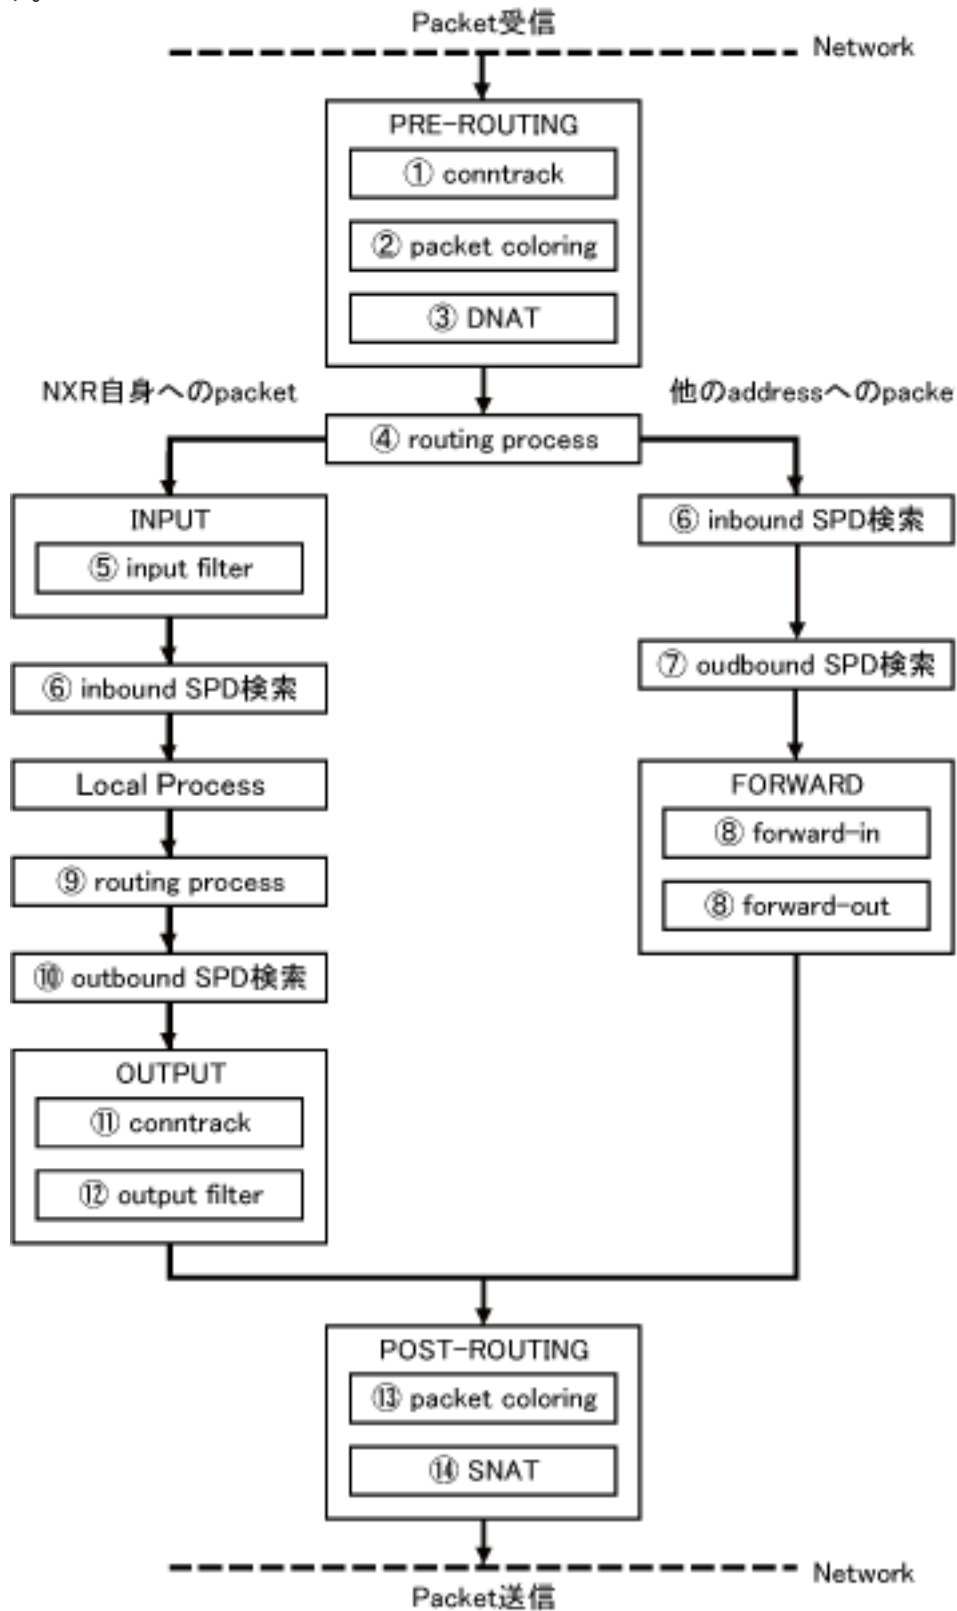 す。
Packet受信
Network
PRE-ROUTING
① conntrack
② packet coloring
③ DNAT
NXR自身へのpacket
他のaddressへのpacke
④ routing process
INPUT
⑤ input filter
⑥ inbound SPD検索
Local Process
⑨ routing process
⑩ outbound SPD検索
OUTPUT
⑪ conntrack
⑫ output filter
⑥ inbound SPD検索
⑦ oudbound SPD検索
FORWARD
⑧ forward-in
⑧ forward-out
POST-ROUTING
⑬ packet coloring
⑭ SNAT
Network
Packet送信